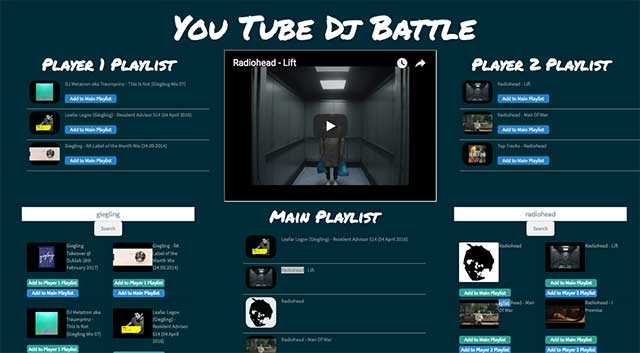 You Tube Dj Battle
Player 1 Playlist
DJ Metatron aka Traumprinz - This Is Not (Giegling Mix 07)
Add to Main Playlist
Leafar Legov (Giegling) - Resident Advisor 514 (04 April 2016)
Add to Main Playlist
Giegling - RA Label of the Month Mix (24.09.2014)
Add to Main Playlist
Radiohead - Lift
Player 2 Playlist
Radiohead - Lift
Add to Main Playlist
Radiohead - Man Of War
Add to Main Playlist
Top Tracks - Radiohead
Add to Main Playlist
giegling
Search
Giegling
Takeover @
(8th
February 2017)
Add to Player 1 Playlist
Add to Main Playlist
Giegling - RA
Label of the
Month Mix
(24.09.2014)
Add to Player 1 Playlist
Add to Main Playlist
DJ Metatron aka
Traumprinz -
This Is Not
(Giegling Mix 07)
Add to Player 1 Playlist
Leafar Legov
(Giegling) -
Resident
Advisor 514
(04 April 2016)
Add to Player 1 Playlist
Main Playlist
Leafar Legov (Giegling) - Resident Advisor 514 (04 April 2016)
Radiohead - Lift
Radiohead
Radiohead - Man Of War
radiohead
Search
Radiohead
Add to Main Playlist
Radiohead - Lift
Add to Main Playlist
Add to Player 2 Playlist
Radiohead - Man
Of War
Add to Main Playlist
Add to Player 2 Playlist
Radiohead - I
Promise
Add to Main Playlist
Add to Player 2 Playlist